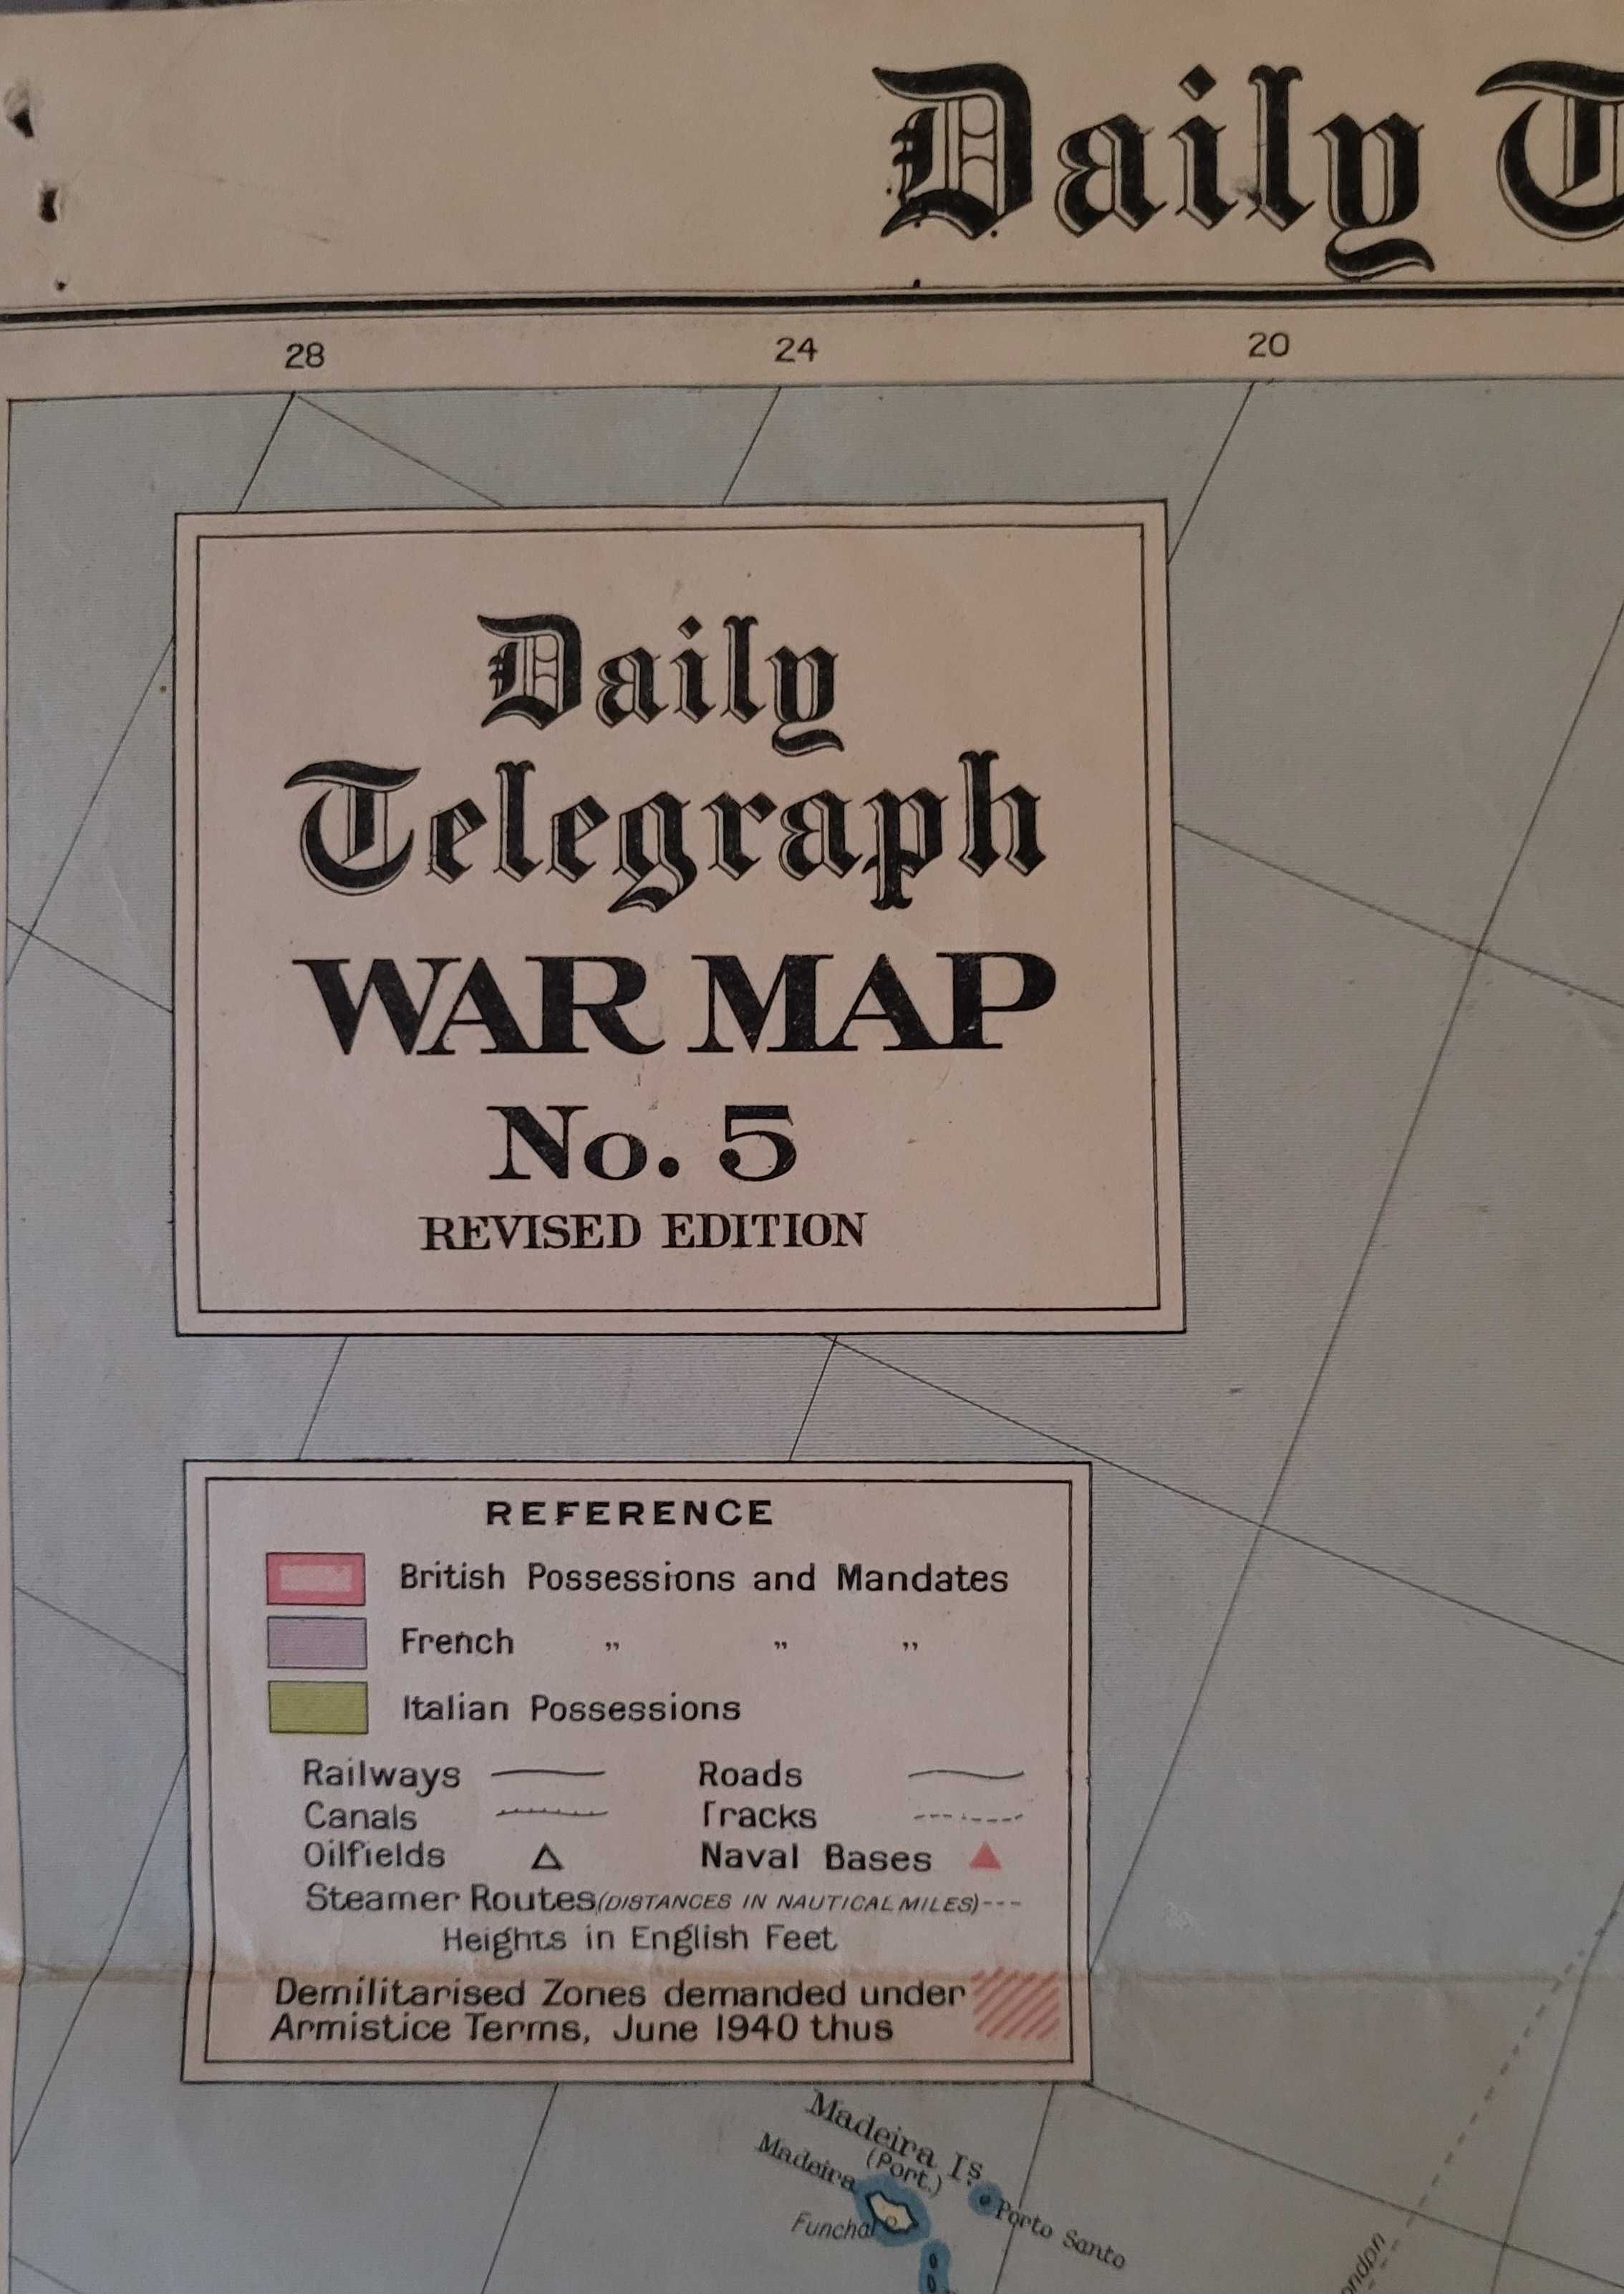 Daily
28 24 20
Daily
Telegraph
WAR MAP
No. 5
REVISED EDITION
REFERENCE
British Possessions and Mandates
French " " "
Italian Possessions
Railways Roads
Canals Tracks
Oilfields Naval Bases
Steamer Routes (DISTANCES IN NAUTICAL MILES)
Heights in English Feet
Demilitarised Zones demanded under
Armistice Terms, June 1940 thus
Madeira Is.
(Port.)
Madeira
Porto Santo
Funchal